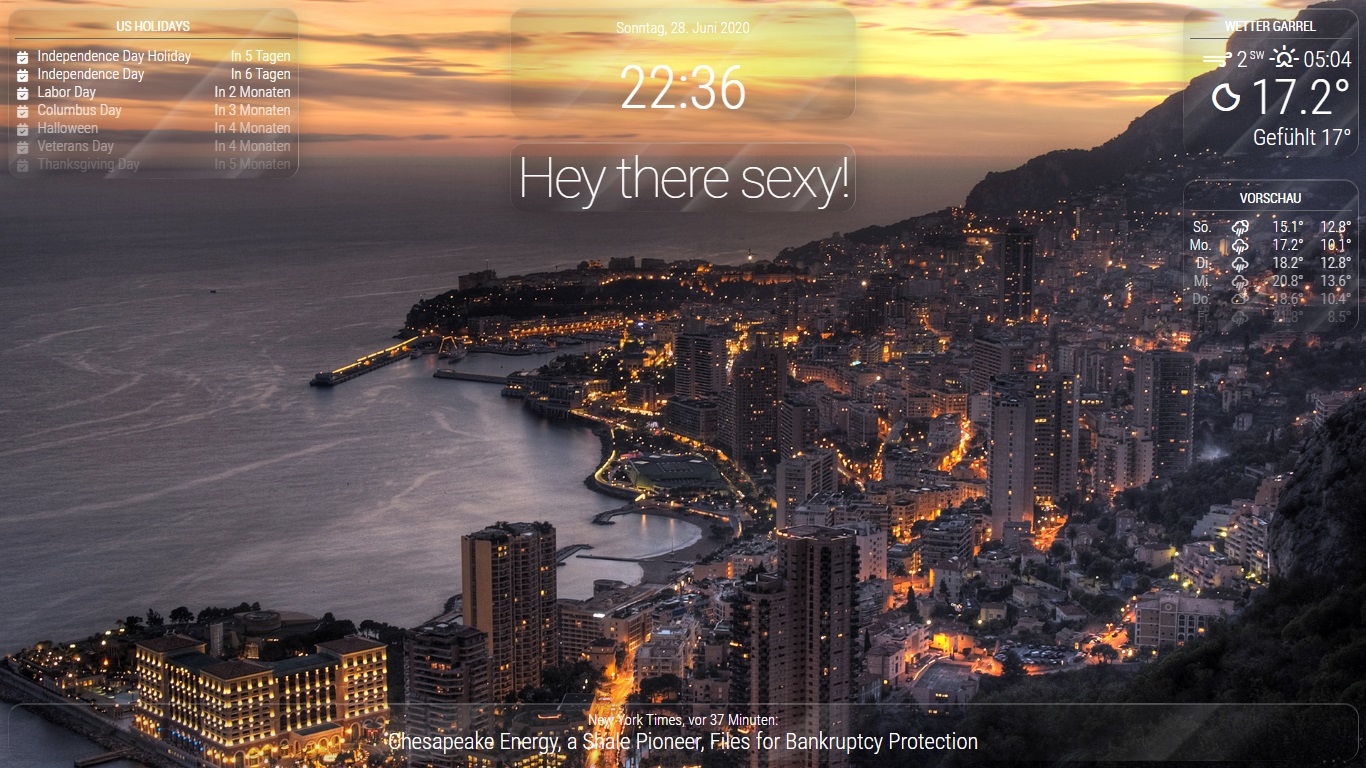 US HOLIDAYS
Independence Day Holiday In 5 Tagen
Independence Day In 6 Tagen
Labor Day In 2 Monaten
Columbus Day In 3 Monaten
Halloween In 4 Monaten
Veterans Day In 4 Monaten
Thanksgiving Day In 5 Monaten
Sonntag, 28. Juni 2020
22:36
Hey there sexy!
WETTER GARREL
2 SW 05:04
17.2°
Gefühlt 17°
VORSCHAU
So. 15.1° 12.8°
Mo. 17.2° 10.1°
Di. 18.2° 12.8°
Mi. 20.8° 13.6°
Do. 18.6° 10.4°
8.5°
New York Times, vor 37 Minuten:
Chesapeake Energy, a Shale Pioneer, Files for Bankruptcy Protection